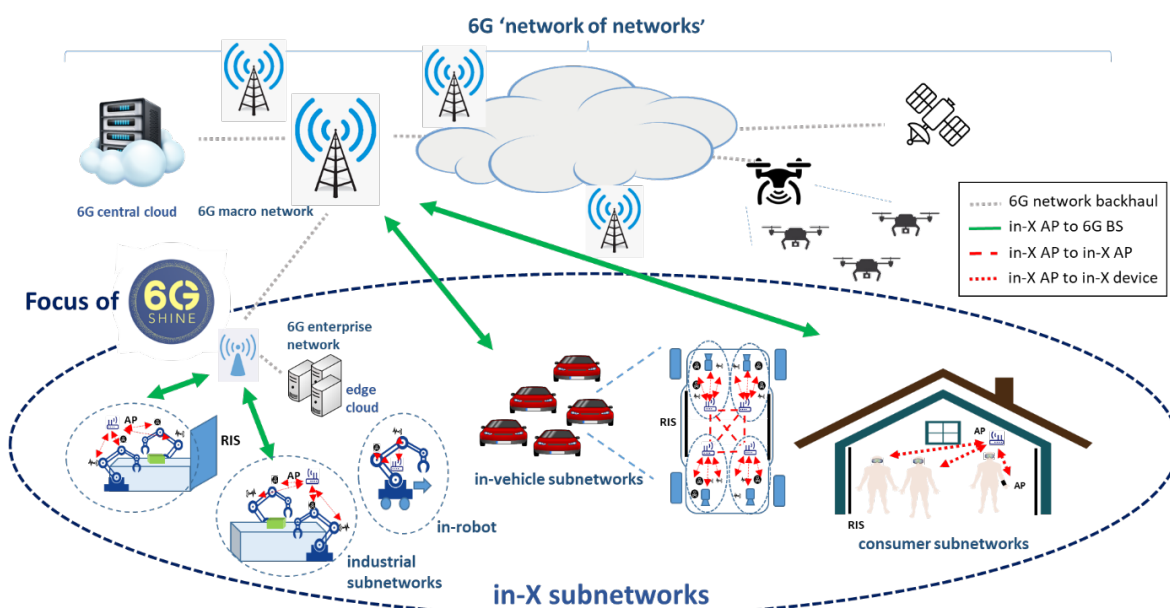 6G ‘network of networks’
6G central cloud
6G macro network
6G network backhaul
in-X AP to 6G BS
in-X AP to in-X AP
in-X AP to in-X device
Focus of
6G
SHINE
6G enterprise
network
edge
cloud
AP
RIS
AP
in-robot
industrial
subnetworks
in-vehicle subnetworks
RIS
AP
AP
RIS
consumer subnetworks
in-X subnetworks